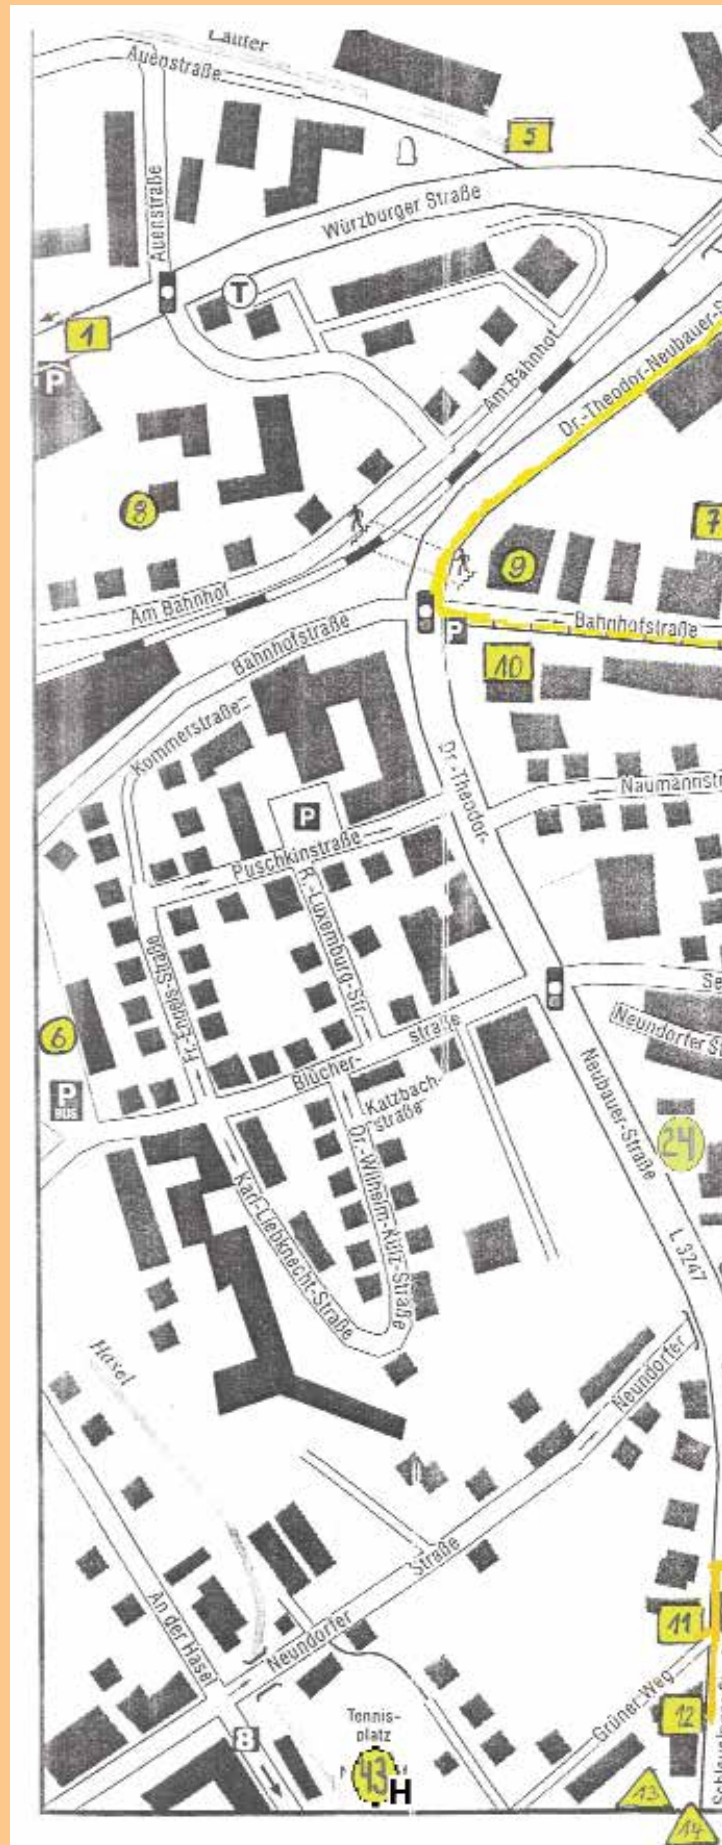 Lauter
Auenstraße
5
Auenstraße
Würzburger Straße
T
1
P
Am Bahnhof
Dr.-Theodor-Neubauer-S
8
7
9
Am Bahnhof
Bahnhofstraße
P
Bahnhofstraße
10
Kommerstraße
Dr.-Theodor-
Naumannstr
P
Puschkinstraße
R.-Luxemburg-Str.
Fr.-Engels-Straße
Se
Neundorfer St
6
Blücher-
straße
P
BUS
Katzbach-
straße
Neubauer-Straße
24
Karl-Liebknecht-Straße
Dr.-Wilhelm-Külz-Straße
L 3247
Hasel
Neundorfer
Straße
An der Hasel
Neundorfer
11
Grüner Weg
12
8
Tennis-
platz
43
H
13
14